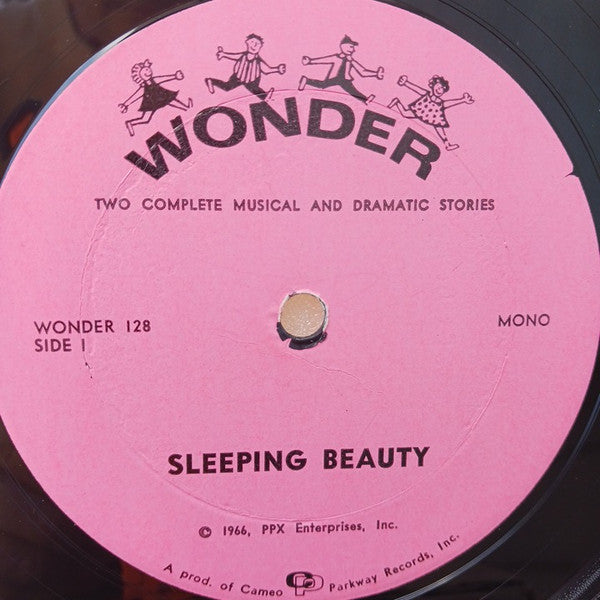 WONDER
TWO COMPLETE MUSICAL AND DRAMATIC STORIES
WONDER 128
SIDE 1
MONO
SLEEPING BEAUTY
© 1966, PPX Enterprises, Inc.
A prod. of Cameo CP Parkway Records, Inc.